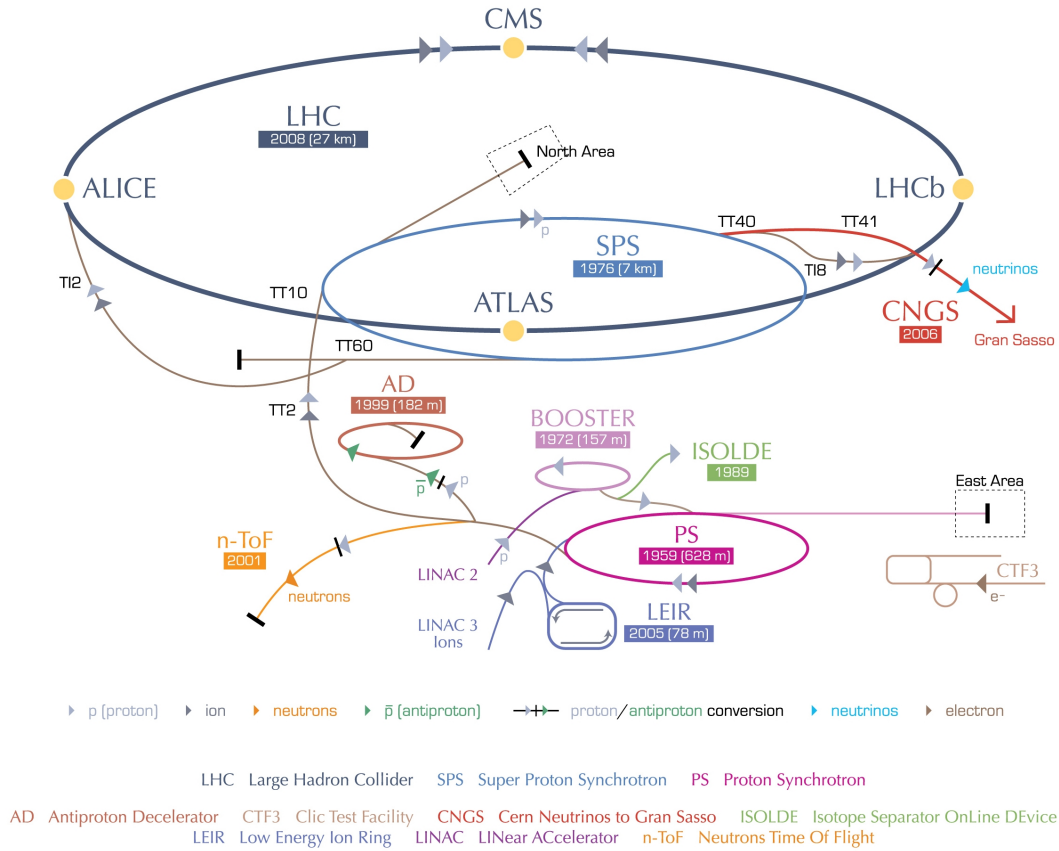 CMS
LHC
2008 (27 km)
North Area
ALICE
LHCb
TT40
TT41
p
SPS
1976 (7 km)
TI8
neutrinos
TI2
TT10
ATLAS
CNGS
2006
Gran Sasso
TT60
AD
1999 (182 m)
TT2
BOOSTER
1972 (157 m)
ISOLDE
1989
p̅
p
East Area
n-ToF
2001
PS
1959 (628 m)
p
LINAC 2
CTF3
neutrons
e-
LEIR
2005 (78 m)
LINAC 3
Ions
p (proton) ion neutrons p̅ (antiproton) proton/antiproton conversion neutrinos electron
LHC Large Hadron Collider SPS Super Proton Synchrotron PS Proton Synchrotron
AD Antiproton Decelerator CTF3 Clic Test Facility CNGS Cern Neutrinos to Gran Sasso ISOLDE Isotope Separator OnLine DEvice
LEIR Low Energy Ion Ring LINAC LINear ACcelerator n-ToF Neutrons Time Of Flight